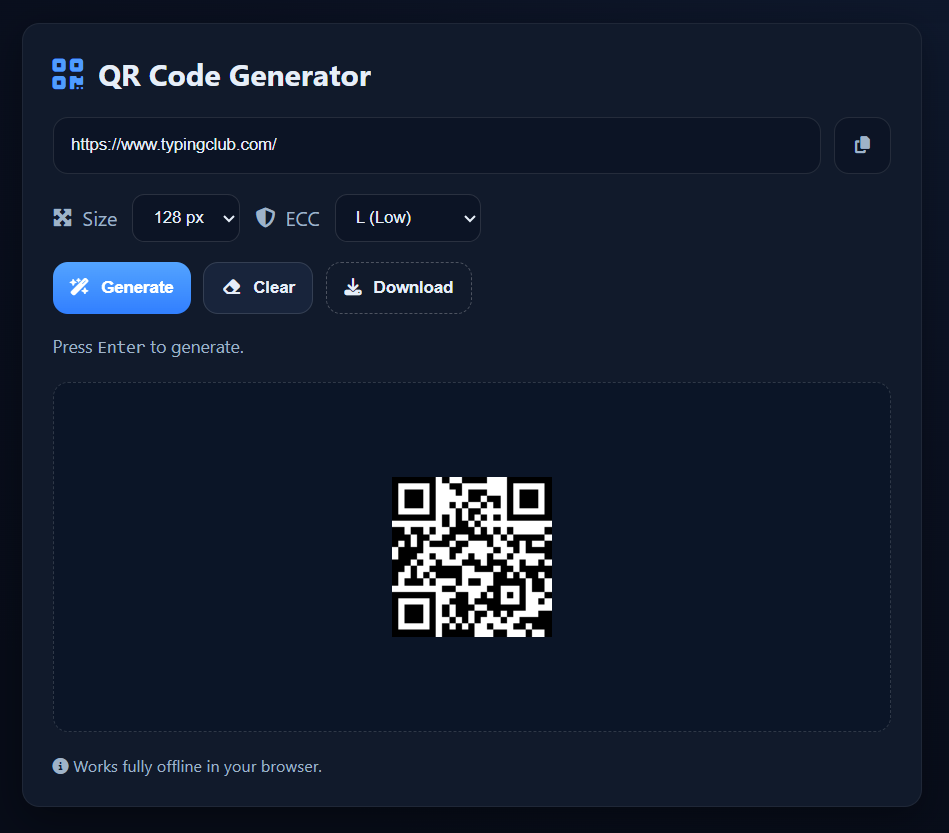 QR Code Generator
https://www.typingclub.com/
Size 128 px ECC L (Low)
Generate Clear Download
Press Enter to generate.
Works fully offline in your browser.